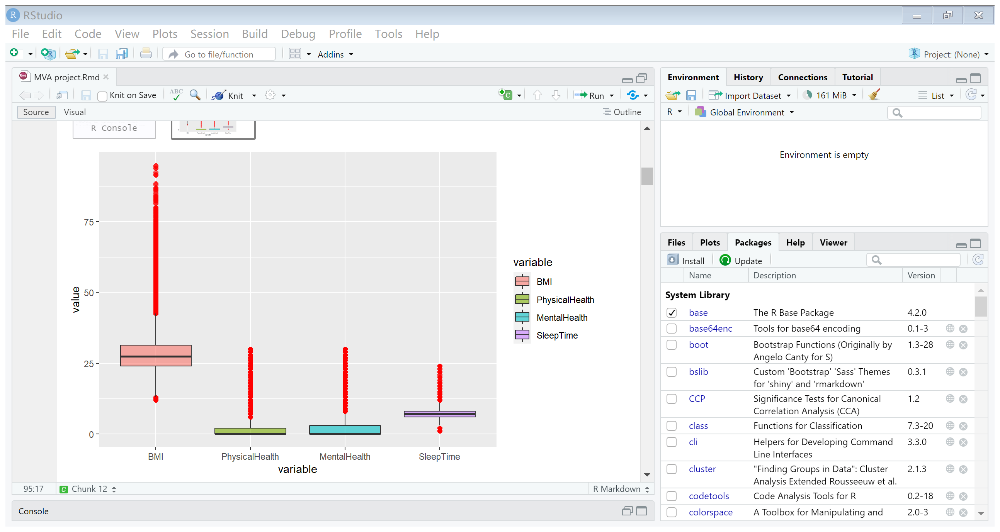 R RStudio
File Edit Code View Plots Session Build Debug Profile Tools Help
Go to file/function Addins Project: (None)
MVA project.Rmd
Knit on Save ABC Knit Run
Source Visual Outline
R Console
75
50
25
0
value
BMI PhysicalHealth MentalHealth SleepTime
variable
variable
BMI
PhysicalHealth
MentalHealth
SleepTime
95:17 C Chunk 12 R Markdown
Console
Environment History Connections Tutorial
Import Dataset 161 MiB List
R Global Environment
Environment is empty
Files Plots Packages Help Viewer
Install Update
Name Description Version
System Library
base The R Base Package 4.2.0
base64enc Tools for base64 encoding 0.1-3
boot Bootstrap Functions (Originally by 1.3-28
Angelo Canty for S)
bslib Custom 'Bootstrap' 'Sass' Themes 0.3.1
for 'shiny' and 'rmarkdown'
CCP Significance Tests for Canonical 1.2
Correlation Analysis (CCA)
class Functions for Classification 7.3-20
cli Helpers for Developing Command 3.3.0
Line Interfaces
cluster "Finding Groups in Data": Cluster 2.1.3
Analysis Extended Rousseeuw et al.
codetools Code Analysis Tools for R 0.2-18
colorspace A Toolbox for Manipulating and 2.0-3